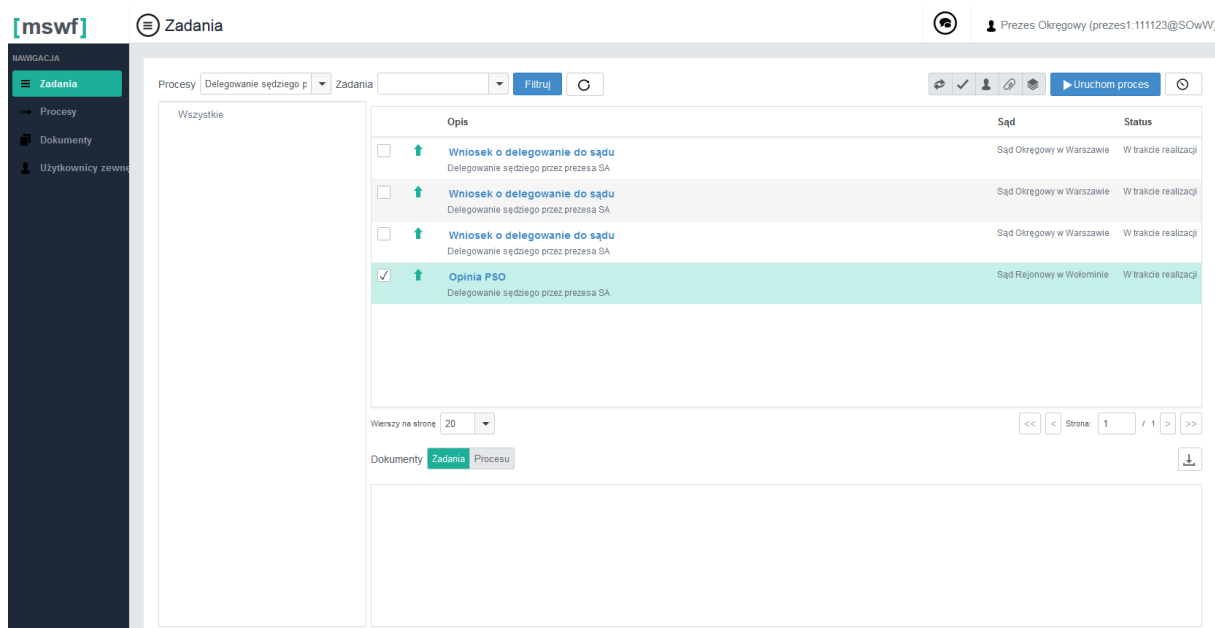 [mswf]
Zadania
Prezes Okręgowy (prezes1:111123@SOwW)
NAWIGACJA
Zadania
Procesy
Dokumenty
Użytkownicy zewnę
Procesy Delegowanie sędziego p Zadania Filtruj Uruchom proces
Wszystkie
Opis Sąd Status
Wniosek o delegowanie do sądu Sąd Okręgowy w Warszawie W trakcie realizacji
Delegowanie sędziego przez prezesa SA
Wniosek o delegowanie do sądu Sąd Okręgowy w Warszawie W trakcie realizacji
Delegowanie sędziego przez prezesa SA
Wniosek o delegowanie do sądu Sąd Okręgowy w Warszawie W trakcie realizacji
Delegowanie sędziego przez prezesa SA
Opinia PSO Sąd Rejonowy w Wołominie W trakcie realizacji
Delegowanie sędziego przez prezesa SA
Wierszy na stronę 20 << < Strona: 1 / 1 > >>
Dokumenty Zadania Procesu